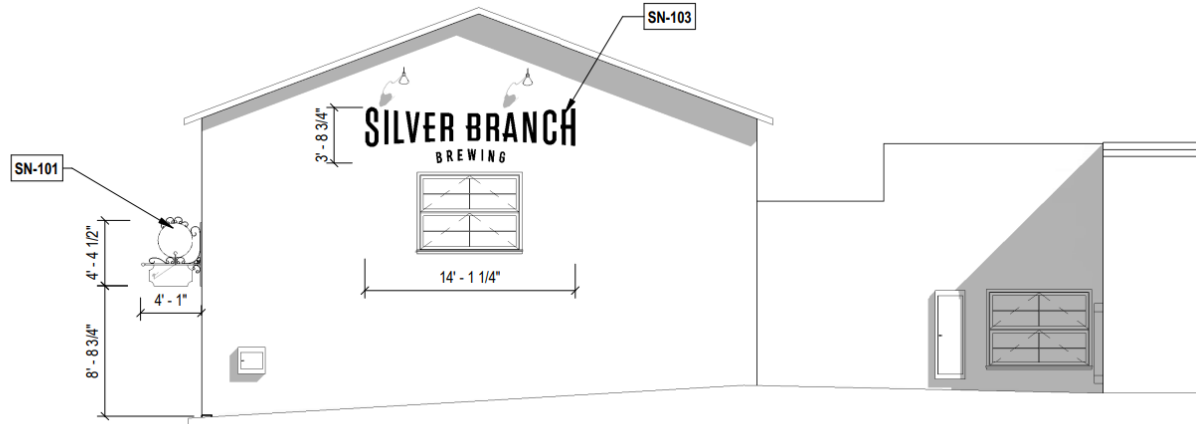 SN-103
SILVER BRANCH
BREWING
3' - 8 3/4"
SN-101
4' - 4 1/2"
14' - 1 1/4"
4' - 1"
8' - 8 3/4"